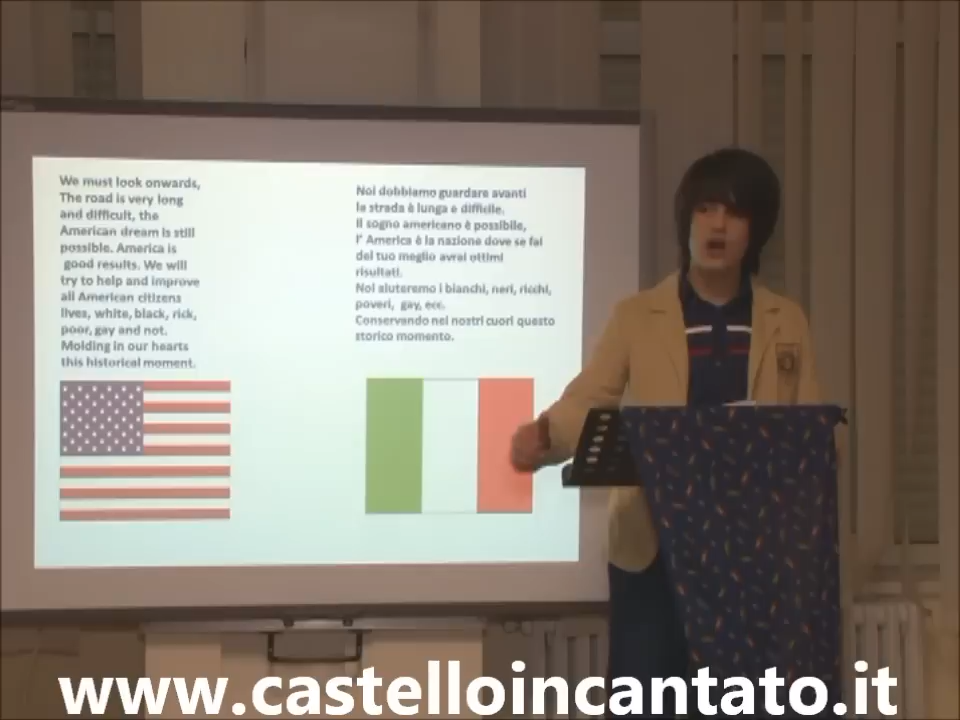 We must look onwards,
The road is very long
and difficult, the
American dream is still
possible. America is
good results. We will
try to help and improve
all American citizens
lives, white, black, rick,
poor, gay and not.
Molding in our hearts
this historical moment.
Noi dobbiamo guardare avanti
la strada è lunga e difficile.
Il sogno americano è possibile,
l' America è la nazione dove se fai
del tuo meglio avrai ottimi
risultati.
Noi aiuteremo i bianchi, neri, ricchi,
poveri, gay, ecc.
Conservando nei nostri cuori questo
storico momento.
www.castelloincantato.it